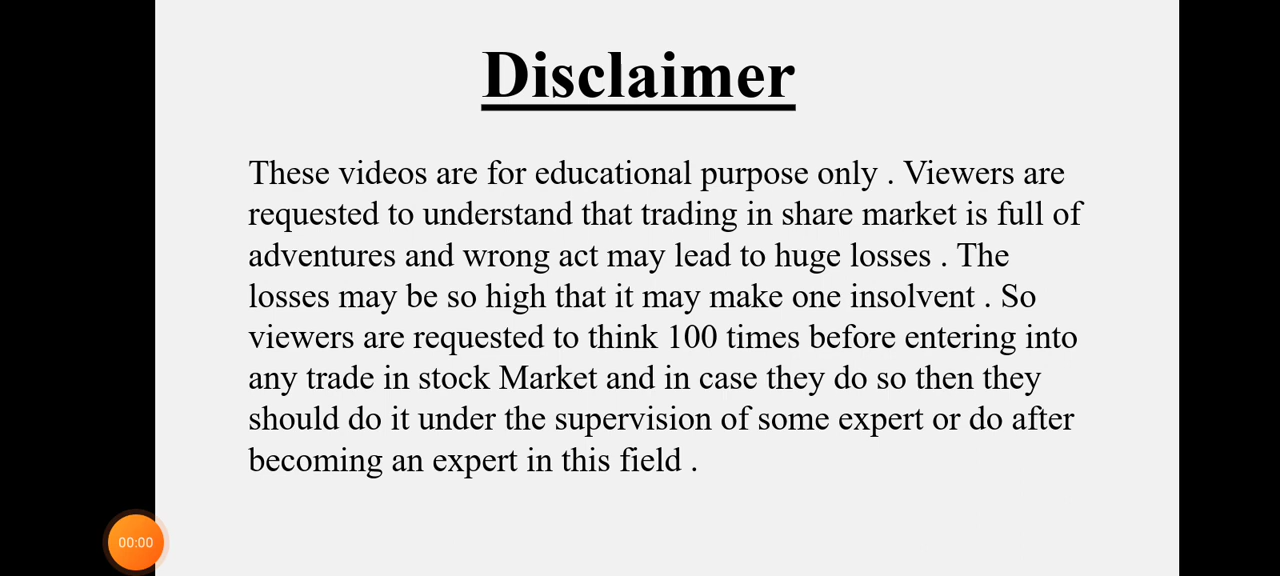 Disclaimer
These videos are for educational purpose only . Viewers are
requested to understand that trading in share market is full of
adventures and wrong act may lead to huge losses . The
losses may be so high that it may make one insolvent . So
viewers are requested to think 100 times before entering into
any trade in stock Market and in case they do so then they
should do it under the supervision of some expert or do after
becoming an expert in this field .
00:00